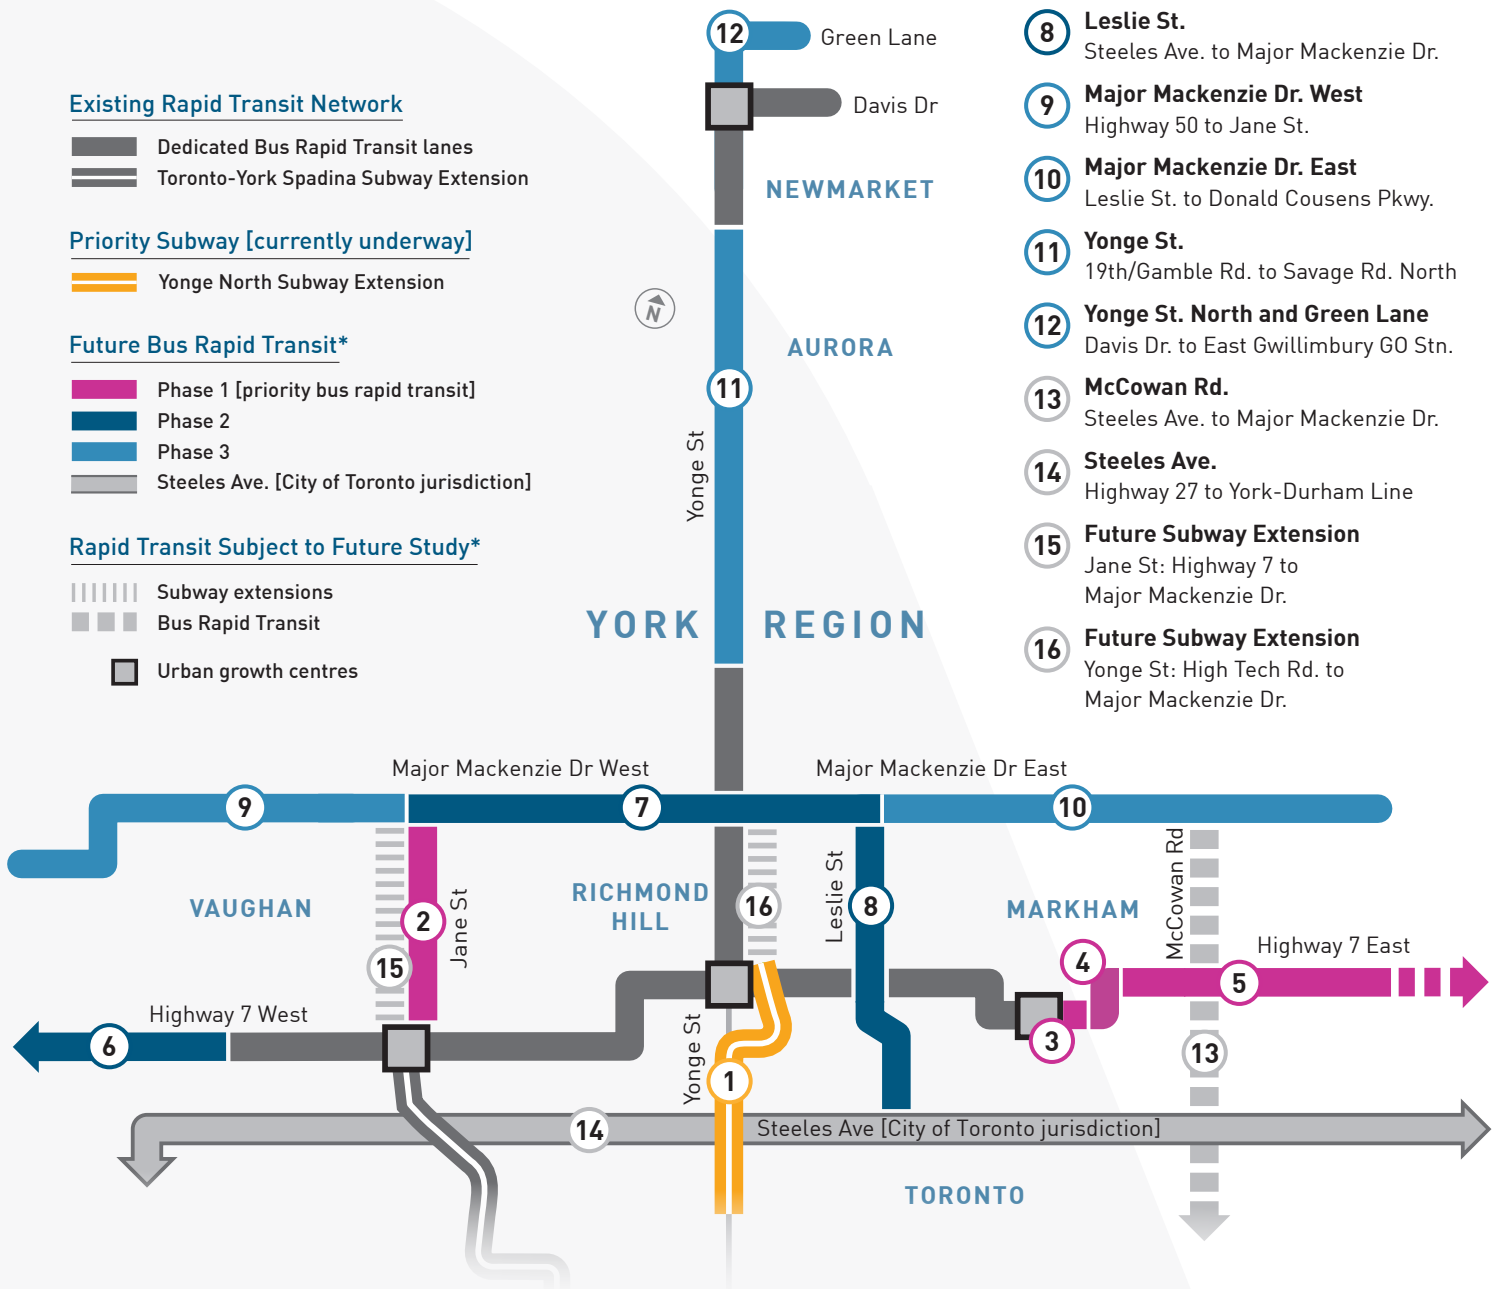 Existing Rapid Transit Network
Dedicated Bus Rapid Transit lanes
Toronto-York Spadina Subway Extension
Priority Subway [currently underway]
Yonge North Subway Extension
Future Bus Rapid Transit*
Phase 1 [priority bus rapid transit]
Phase 2
Phase 3
Steeles Ave. [City of Toronto jurisdiction]
Rapid Transit Subject to Future Study*
Subway extensions
Bus Rapid Transit
Urban growth centres
12
Green Lane
Davis Dr
NEWMARKET
N
AURORA
11
Yonge St
YORK REGION
8
Leslie St.
Steeles Ave. to Major Mackenzie Dr.
9
Major Mackenzie Dr. West
Highway 50 to Jane St.
10
Major Mackenzie Dr. East
Leslie St. to Donald Cousens Pkwy.
11
Yonge St.
19th/Gamble Rd. to Savage Rd. North
12
Yonge St. North and Green Lane
Davis Dr. to East Gwillimbury GO Stn.
13
McCowan Rd.
Steeles Ave. to Major Mackenzie Dr.
14
Steeles Ave.
Highway 27 to York-Durham Line
15
Future Subway Extension
Jane St: Highway 7 to
Major Mackenzie Dr.
16
Future Subway Extension
Yonge St: High Tech Rd. to
Major Mackenzie Dr.
Major Mackenzie Dr West
Major Mackenzie Dr East
9
7
10
VAUGHAN
2
Jane St
15
RICHMOND
HILL
16
Leslie St
8
MARKHAM
McCowan Rd
Highway 7 East
4
5
3
Highway 7 West
6
Yonge St
1
13
14
Steeles Ave [City of Toronto jurisdiction]
TORONTO